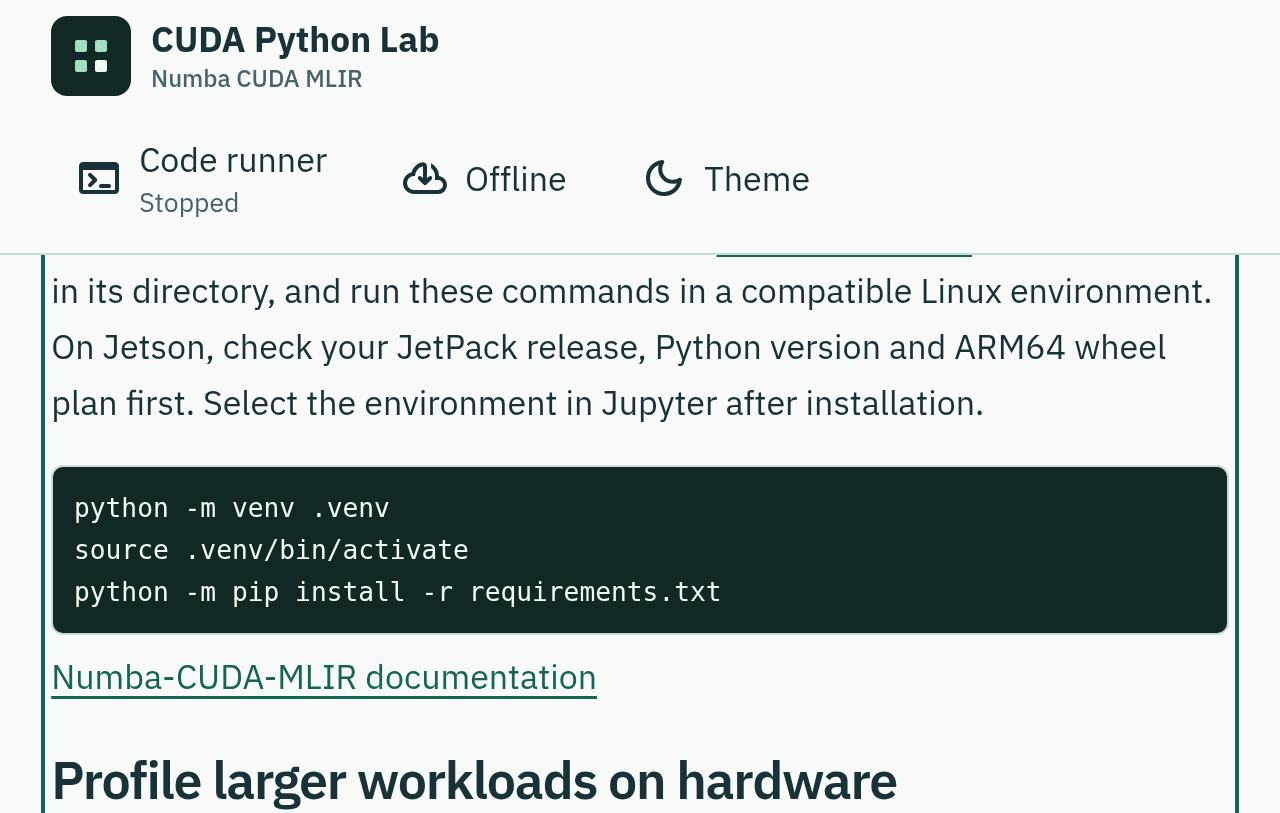 CUDA Python Lab
Numba CUDA MLIR
Code runner
Stopped
Offline
Theme
in its directory, and run these commands in a compatible Linux environment.
On Jetson, check your JetPack release, Python version and ARM64 wheel
plan first. Select the environment in Jupyter after installation.
python -m venv .venv
source .venv/bin/activate
python -m pip install -r requirements.txt
Numba-CUDA-MLIR documentation
Profile larger workloads on hardware